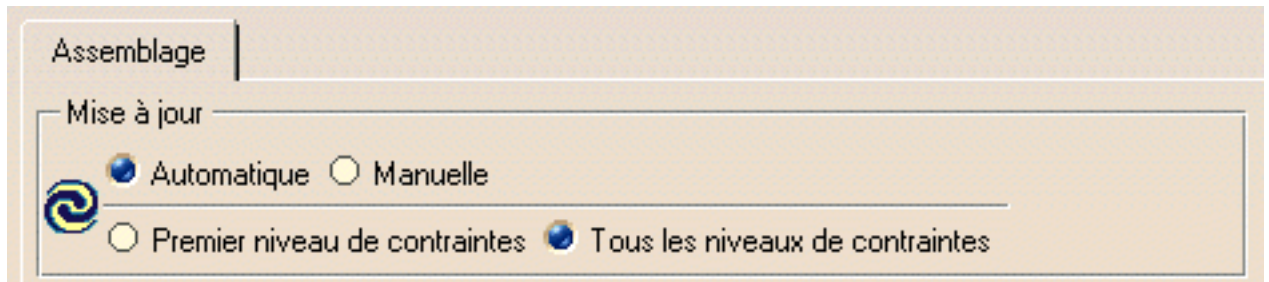 Assemblage
Mise à jour
Automatique Manuelle
Premier niveau de contraintes Tous les niveaux de contraintes